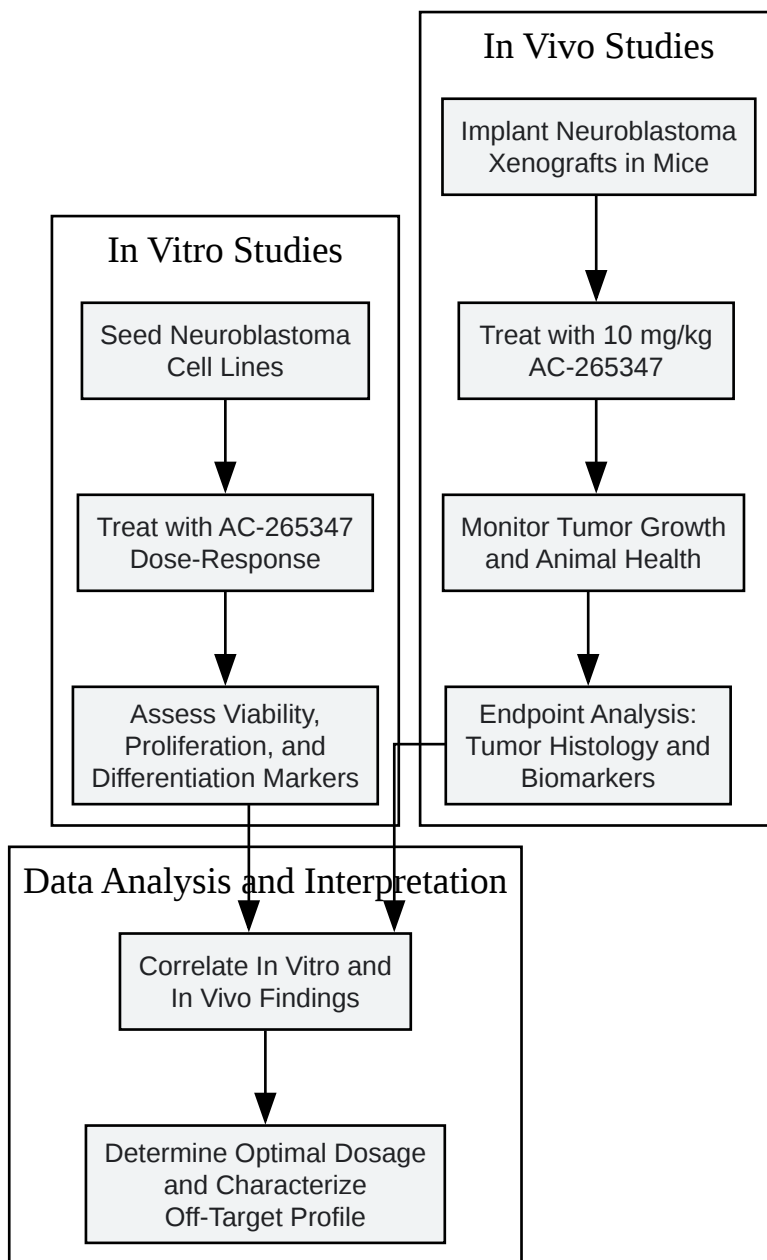 In Vivo Studies
Implant Neuroblastoma
Xenografts in Mice
Treat with 10 mg/kg
AC-265347
Monitor Tumor Growth
and Animal Health
Endpoint Analysis:
Tumor Histology and
Biomarkers
In Vitro Studies
Seed Neuroblastoma
Cell Lines
Treat with AC-265347
Dose-Response
Assess Viability,
Proliferation, and
Differentiation Markers
Data Analysis and Interpretation
Correlate In Vitro and
In Vivo Findings
Determine Optimal Dosage
and Characterize
Off-Target Profile